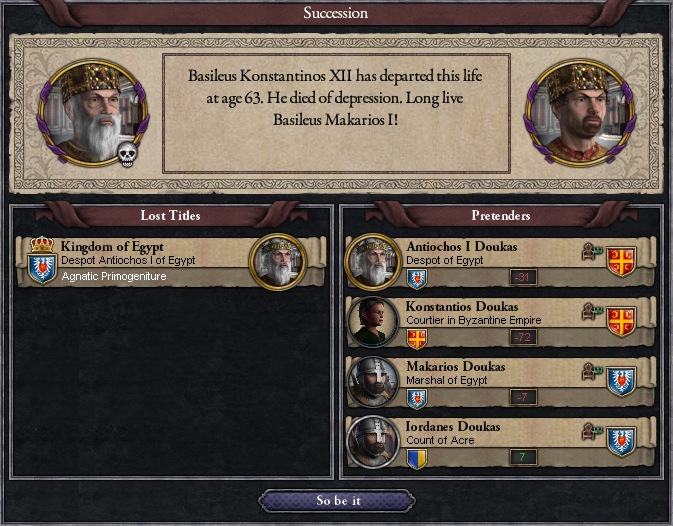 Succession
Basileus Konstantinos XII has departed this life
at age 63. He died of depression. Long live
Basileus Makarios I!
Lost Titles
Kingdom of Egypt
Despot Antiochos I of Egypt
Agnatic Primogeniture
Pretenders
Antiochos I Doukas
Despot of Egypt
-31
Konstantios Doukas
Courtier in Byzantine Empire
-72
Makarios Doukas
Marshal of Egypt
-7
Iordanes Doukas
Count of Acre
7
So be it